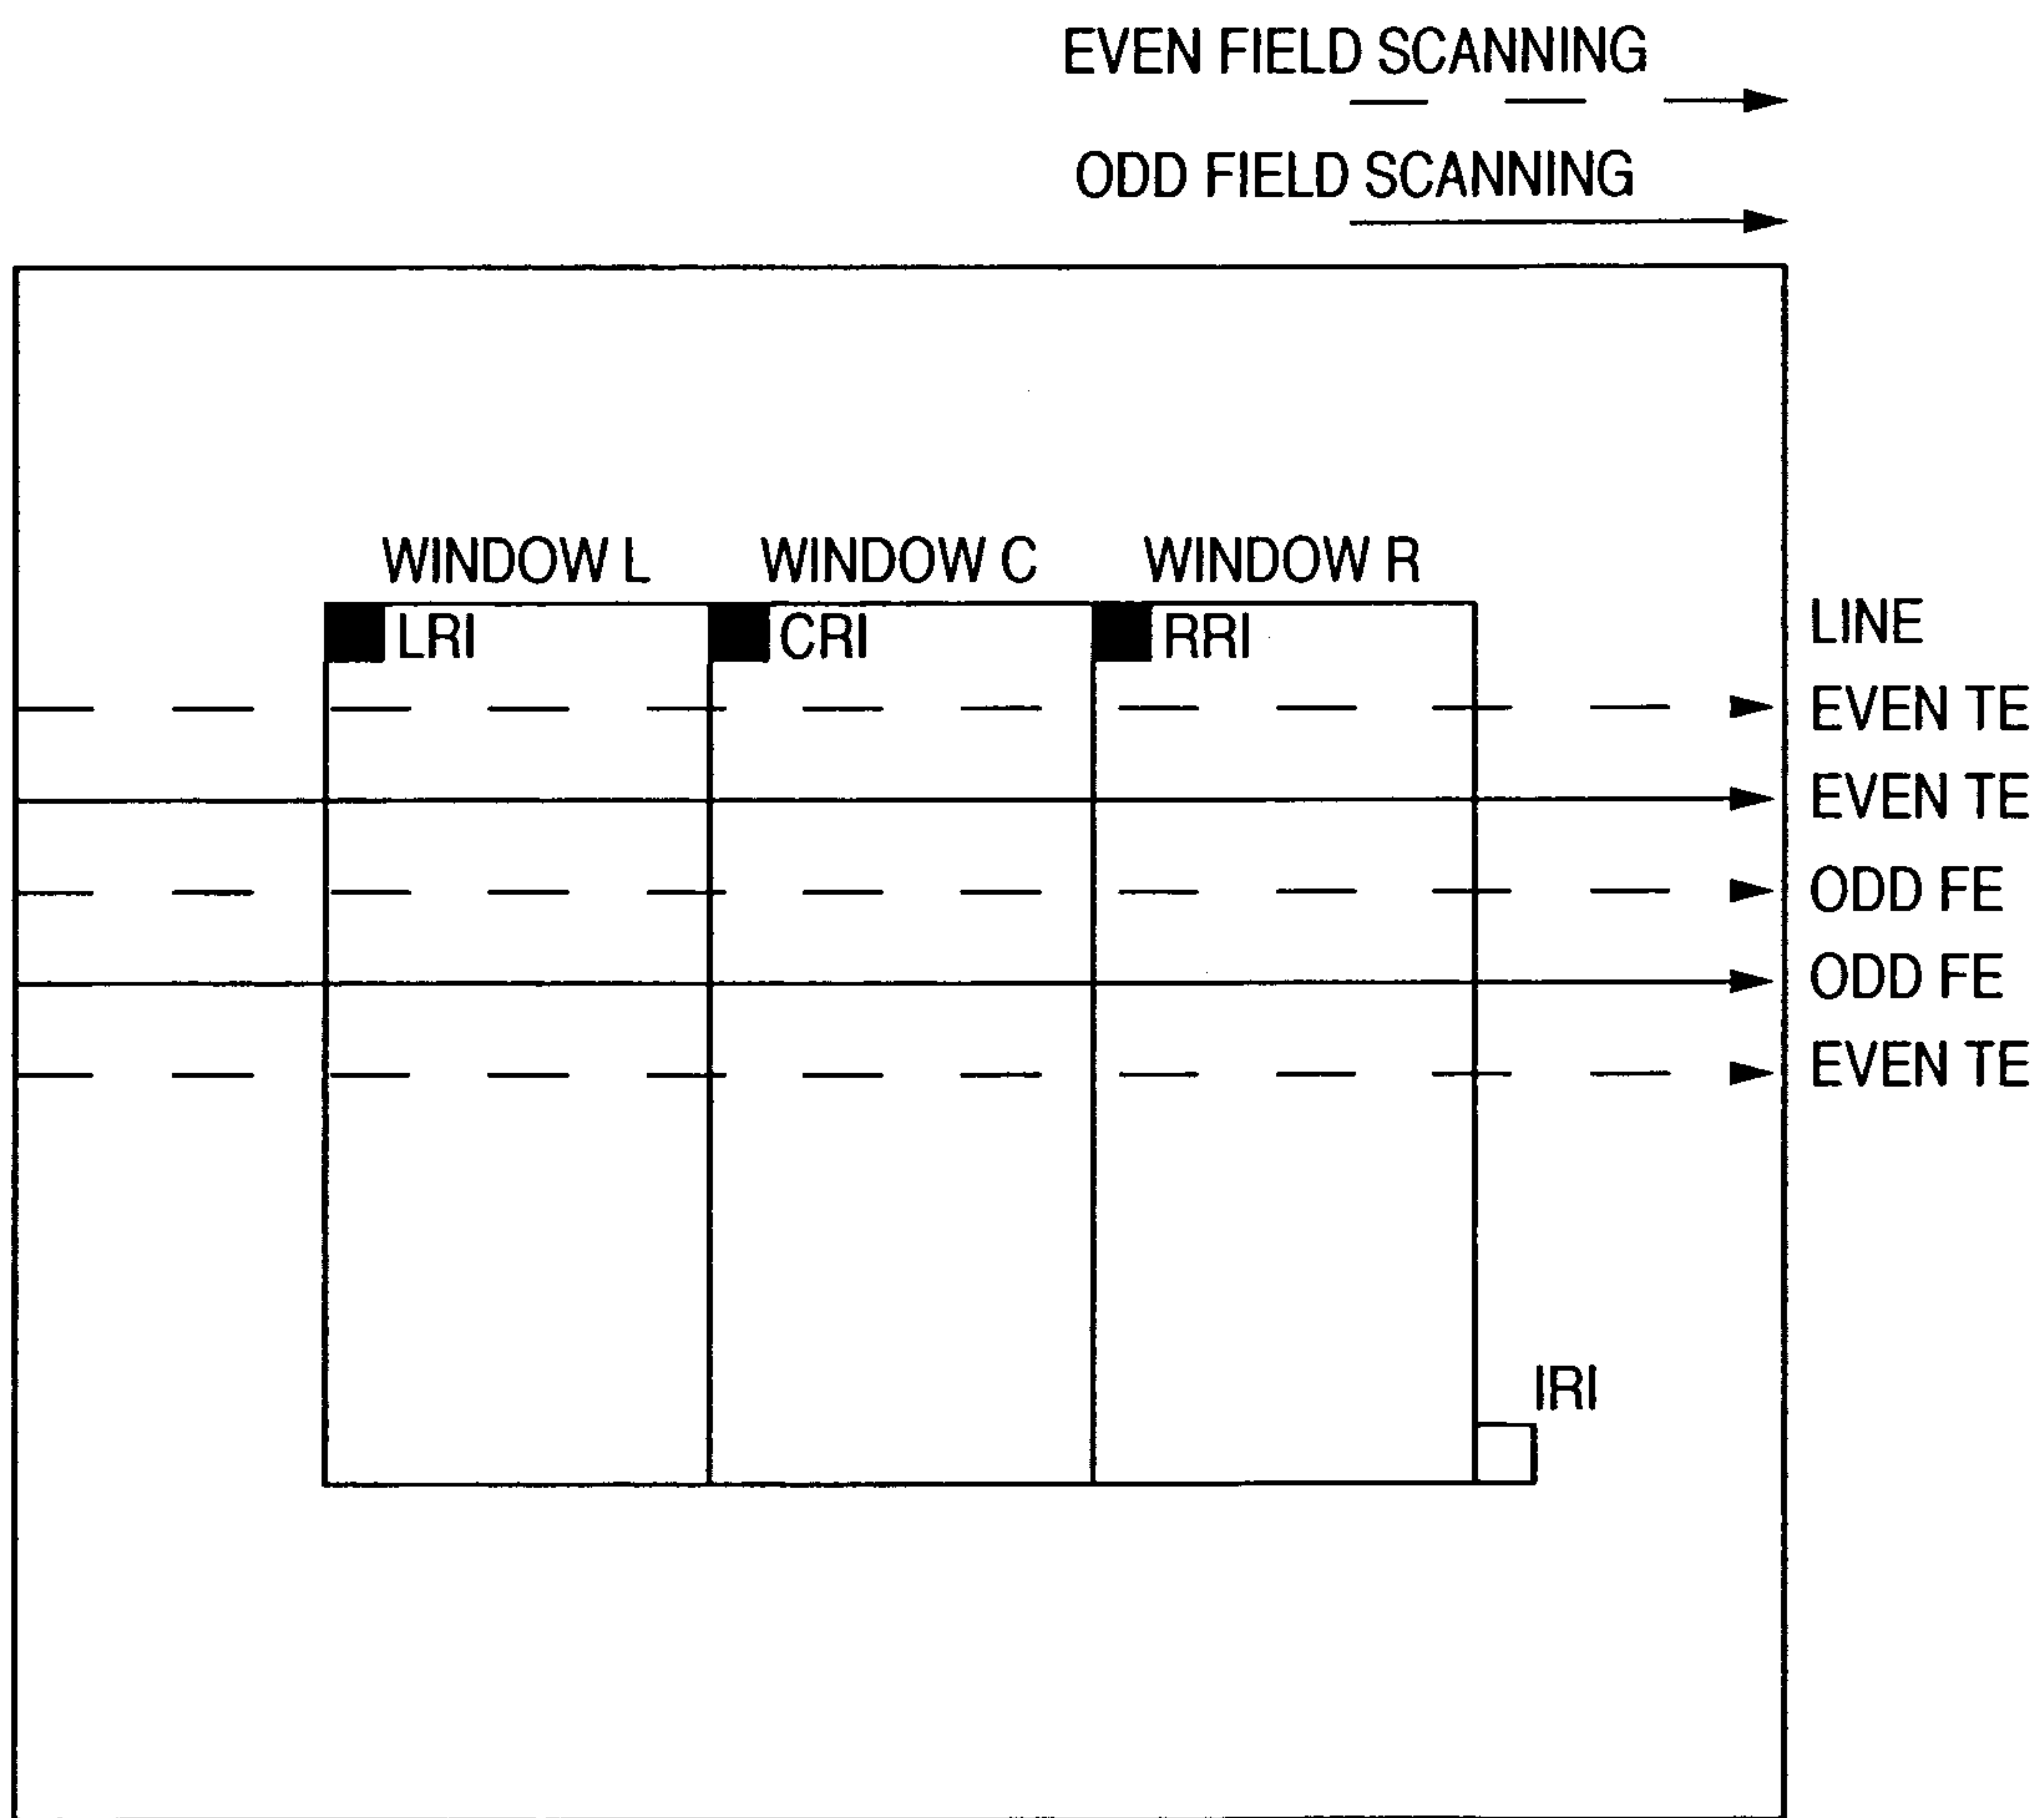 EVEN FIELD SCANNING
ODD FIELD SCANNING
WINDOW L WINDOW C WINDOW R
LRI CRI RRI
LINE
EVEN TE
EVEN TE
ODD FE
ODD FE
EVEN TE
IRI